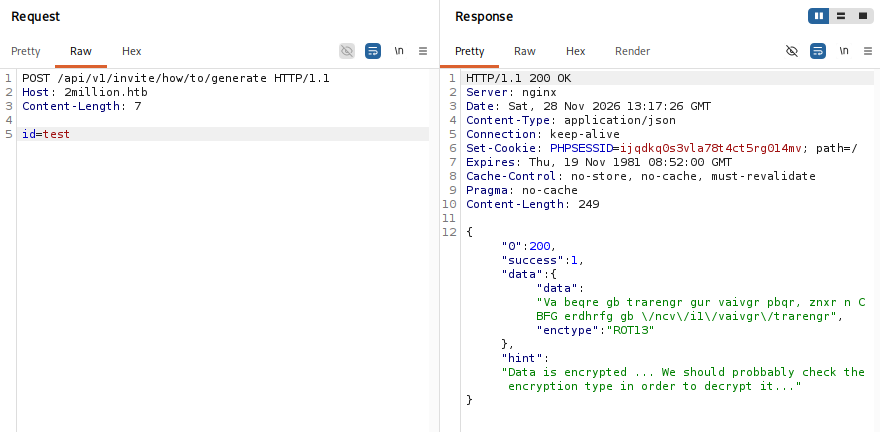 Request
Pretty Raw Hex \n
1 POST /api/v1/invite/how/to/generate HTTP/1.1
2 Host: 2million.htb
3 Content-Length: 7
4
5 id=test
Response
Pretty Raw Hex Render \n
1 HTTP/1.1 200 OK
2 Server: nginx
3 Date: Sat, 28 Nov 2026 13:17:26 GMT
4 Content-Type: application/json
5 Connection: keep-alive
6 Set-Cookie: PHPSESSID=ijqdkq0s3vla78t4ct5rg014mv; path=/
7 Expires: Thu, 19 Nov 1981 08:52:00 GMT
8 Cache-Control: no-store, no-cache, must-revalidate
9 Pragma: no-cache
10 Content-Length: 249
11
12 {
"0":200,
"success":1,
"data":{
"data":
"Va beqre gb trarengr gur vaivgr pbqr, znxr n C
BFG erdhrfg gb \/ncv\/i1\/vaivgr\/trarengr",
"enctype":"ROT13"
},
"hint":
"Data is encrypted ... We should probbably check the
encryption type in order to decrypt it..."
}